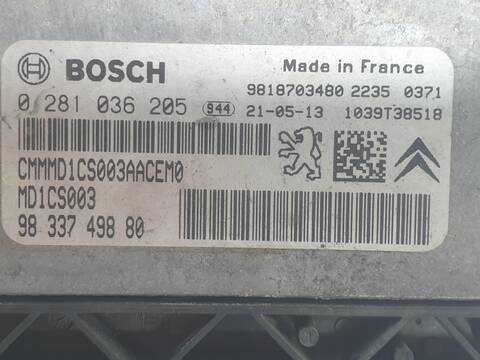 BOSCH
Made in France
9818703480 2235 0371
0 281 036 205 944 21-05-13 1039T38518
CMMMD1CS003AACEM0
MD1CS003
98 337 498 80